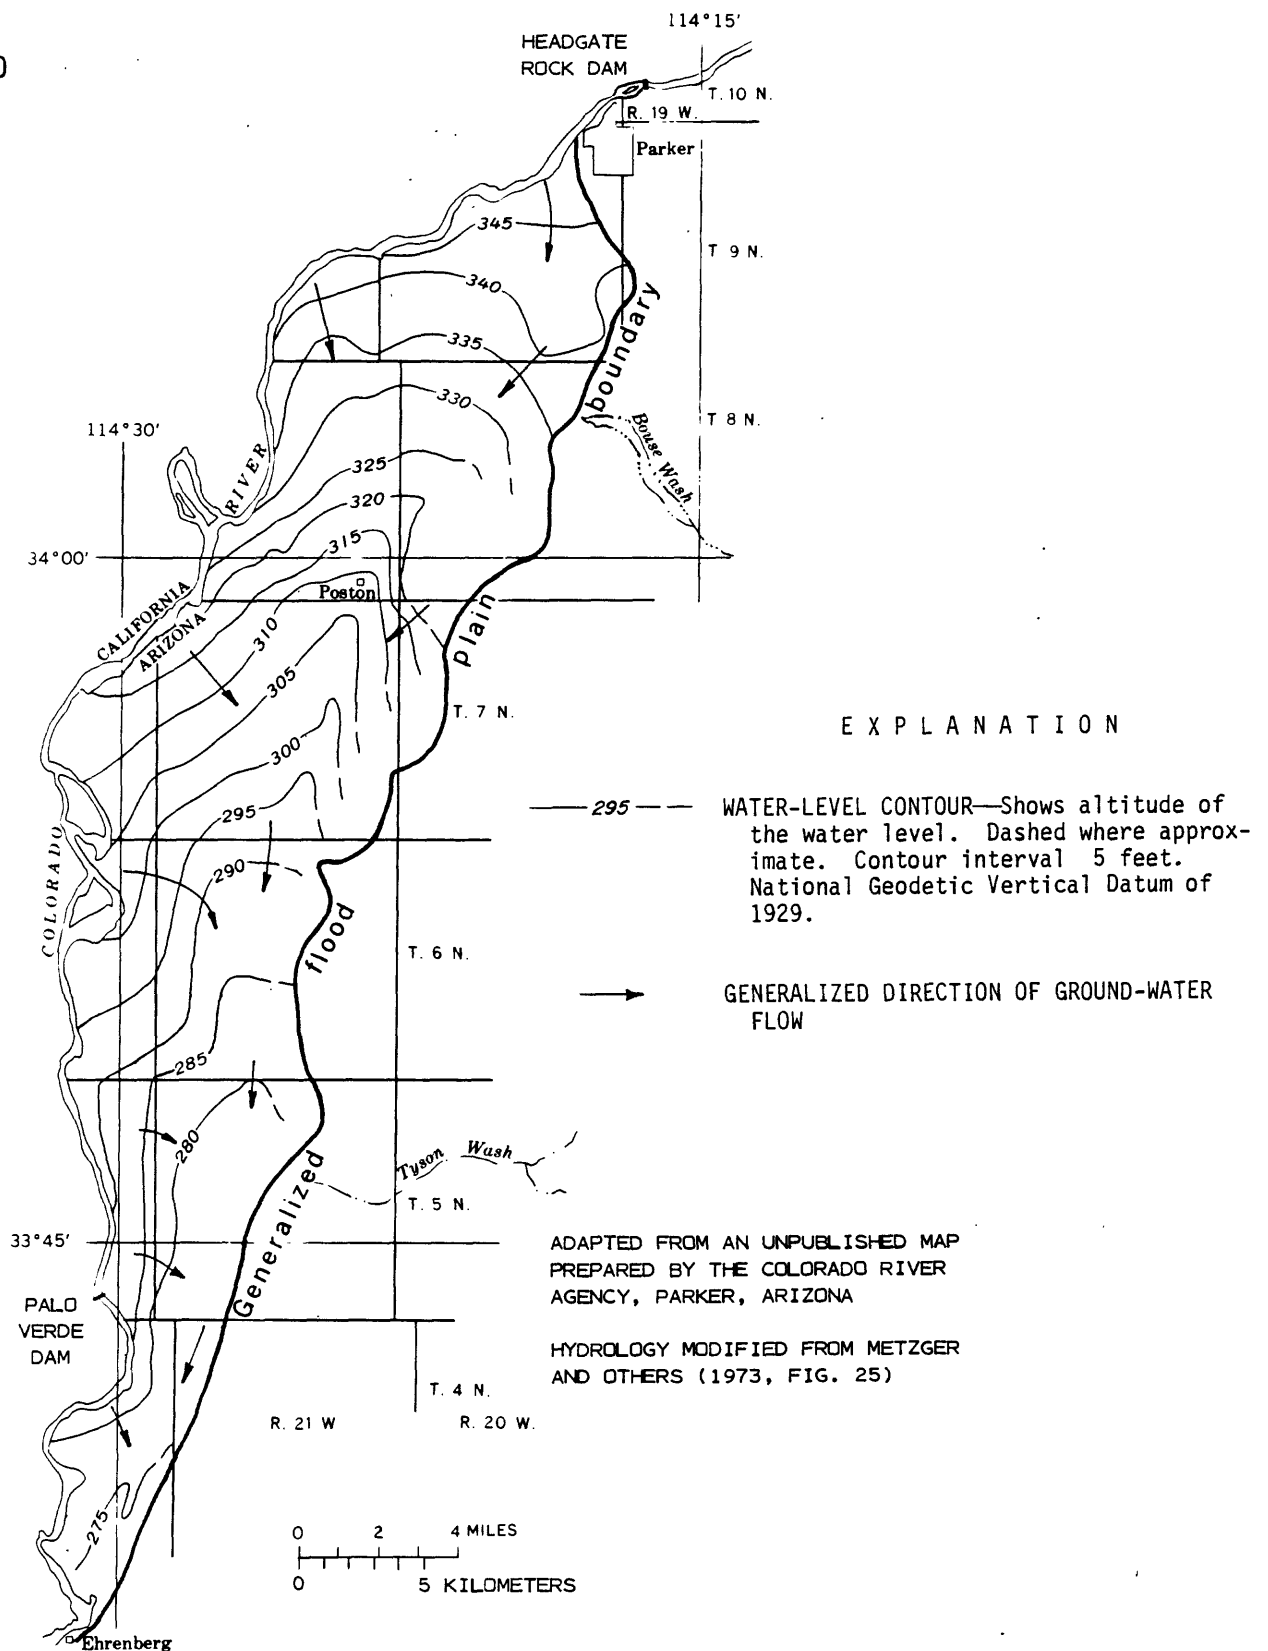 114°15'
HEADGATE
ROCK DAM
T. 10 N.
R. 19 W.
Parker
345
T 9 N.
340
boundary
335
330
T 8 N.
Bouse Wash
114°30'
RIVER
325
320
315
34°00'
Poston
CALIFORNIA
ARIZONA
310
plain
305
T. 7 N.
300
295
COLORADO
290
flood
T. 6 N.
285
280
Tyson Wash
T. 5 N.
33°45'
Generalized
PALO
VERDE
DAM
T. 4 N.
R. 21 W
R. 20 W.
275
Ehrenberg
0 2 4 MILES
0 5 KILOMETERS
EXPLANATION
295
WATER-LEVEL CONTOUR—Shows altitude of
the water level. Dashed where approx-
imate. Contour interval 5 feet.
National Geodetic Vertical Datum of
1929.
GENERALIZED DIRECTION OF GROUND-WATER
FLOW
ADAPTED FROM AN UNPUBLISHED MAP
PREPARED BY THE COLORADO RIVER
AGENCY, PARKER, ARIZONA
HYDROLOGY MODIFIED FROM METZGER
AND OTHERS (1973, FIG. 25)